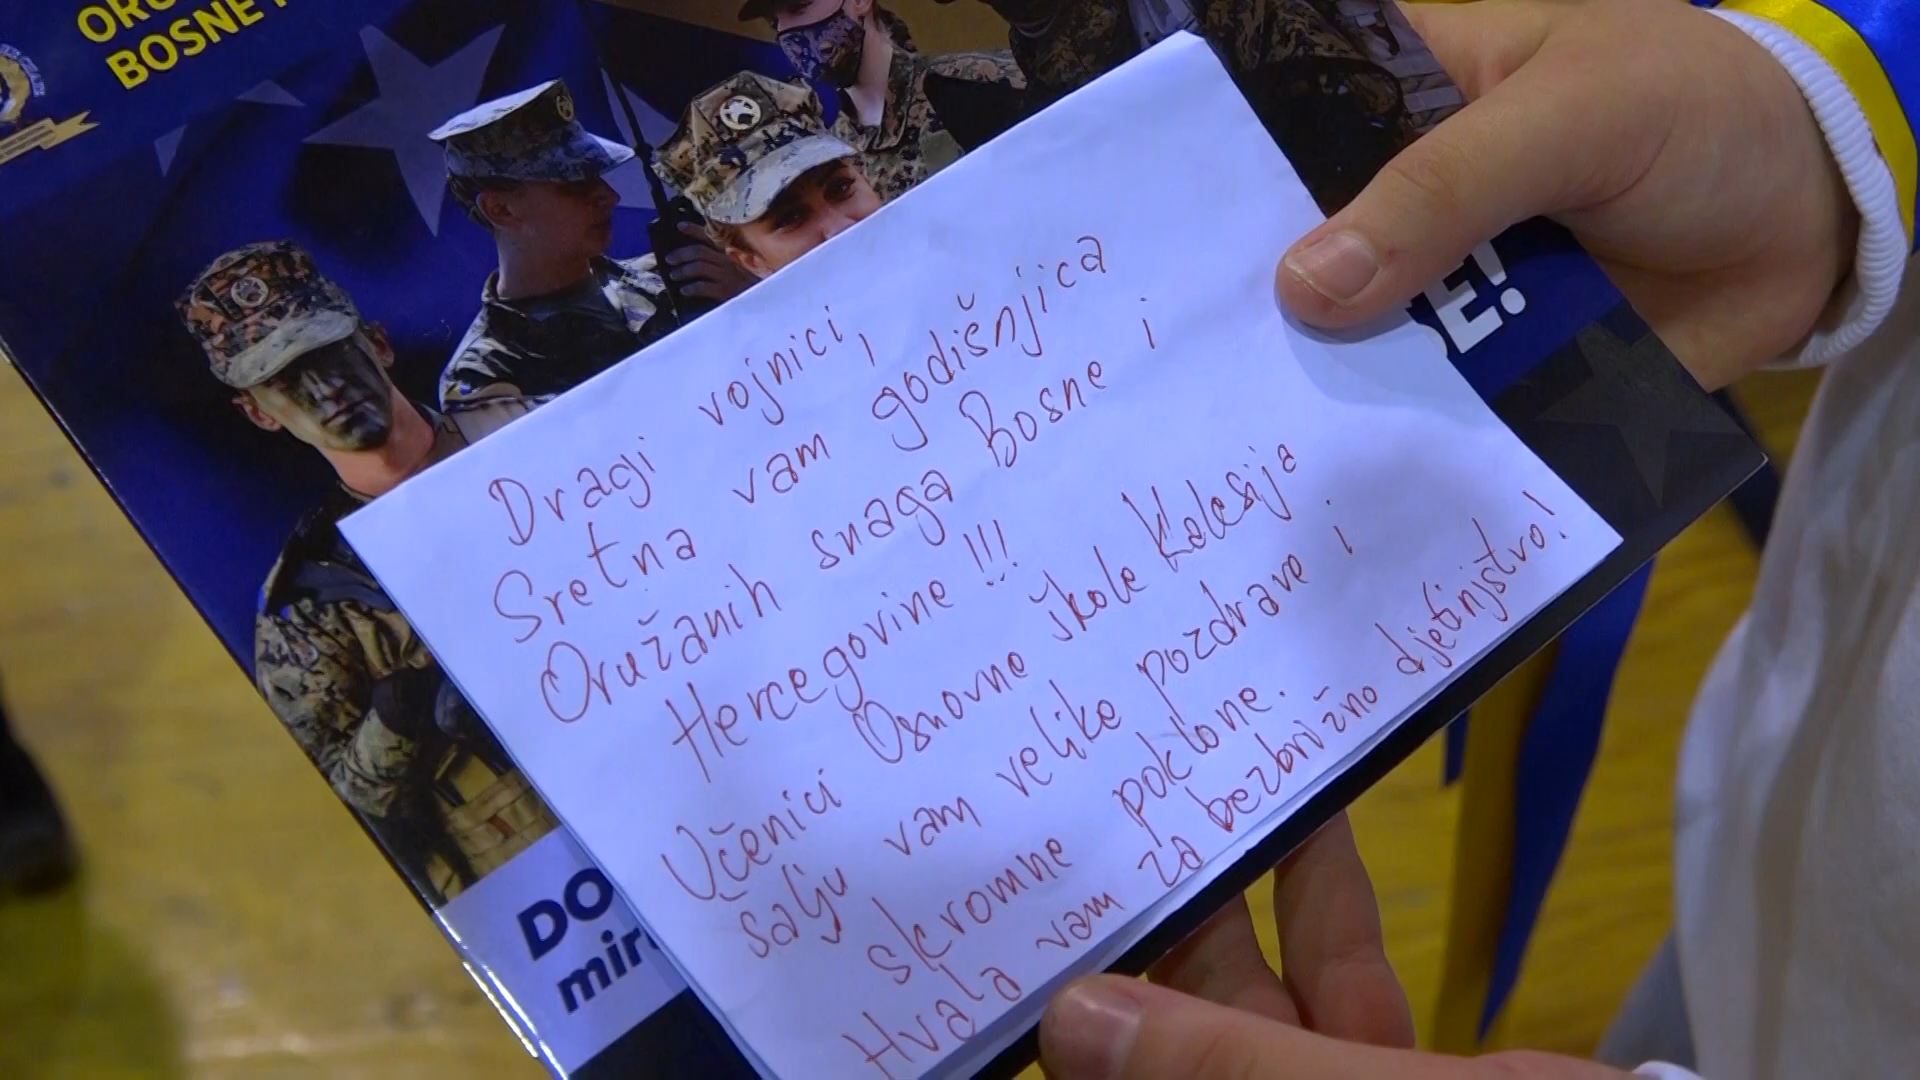 BOSNE
Dragi vojnici,
Sretna vam godišnjica
Oružanih snaga Bosne i
Hercegovine !!!
Učenici Osnovne škole Kalesija
šalju vam velike pozdrave i
skromne poklone.
Hvala vam za bezbrižno djetinjstvo!